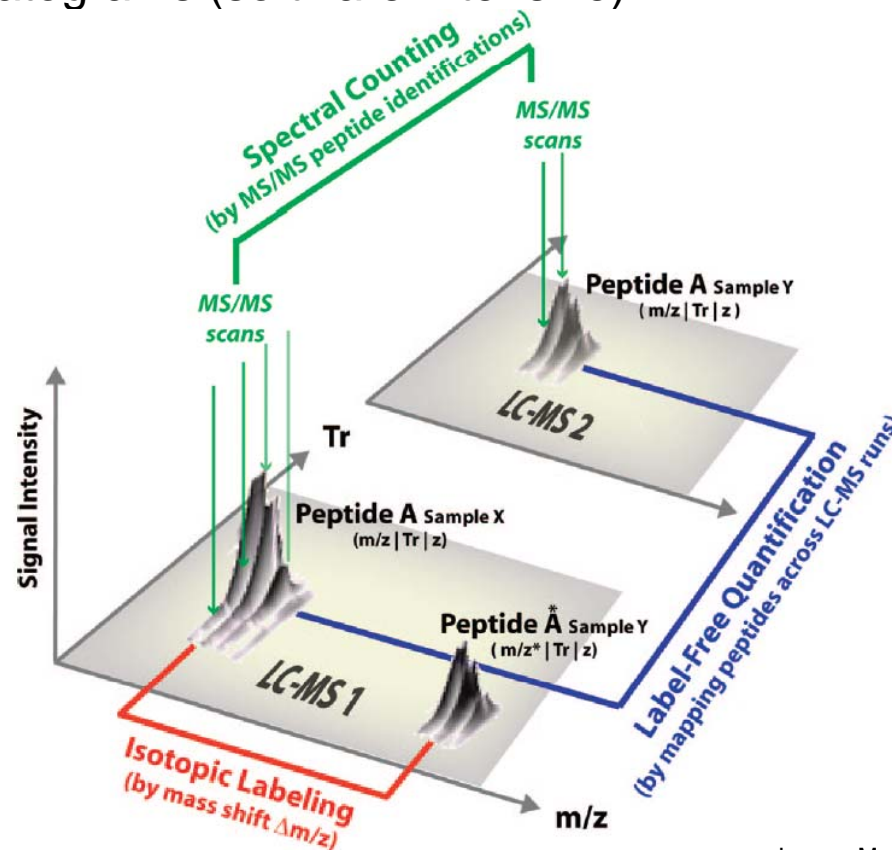 Spectral Counting
(by MS/MS peptide identifications)
MS/MS
scans
MS/MS
scans
Peptide A Sample Y
( m/z | Tr | z )
LC-MS 2
Signal Intensity
Tr
Peptide A Sample X
(m/z | Tr | z)
Peptide Å Sample Y
( m/z* | Tr | z)
LC-MS 1
Label-Free Quantification
(by mapping peptides across LC-MS runs)
Isotopic Labeling
(by mass shift Δm/z)
m/z